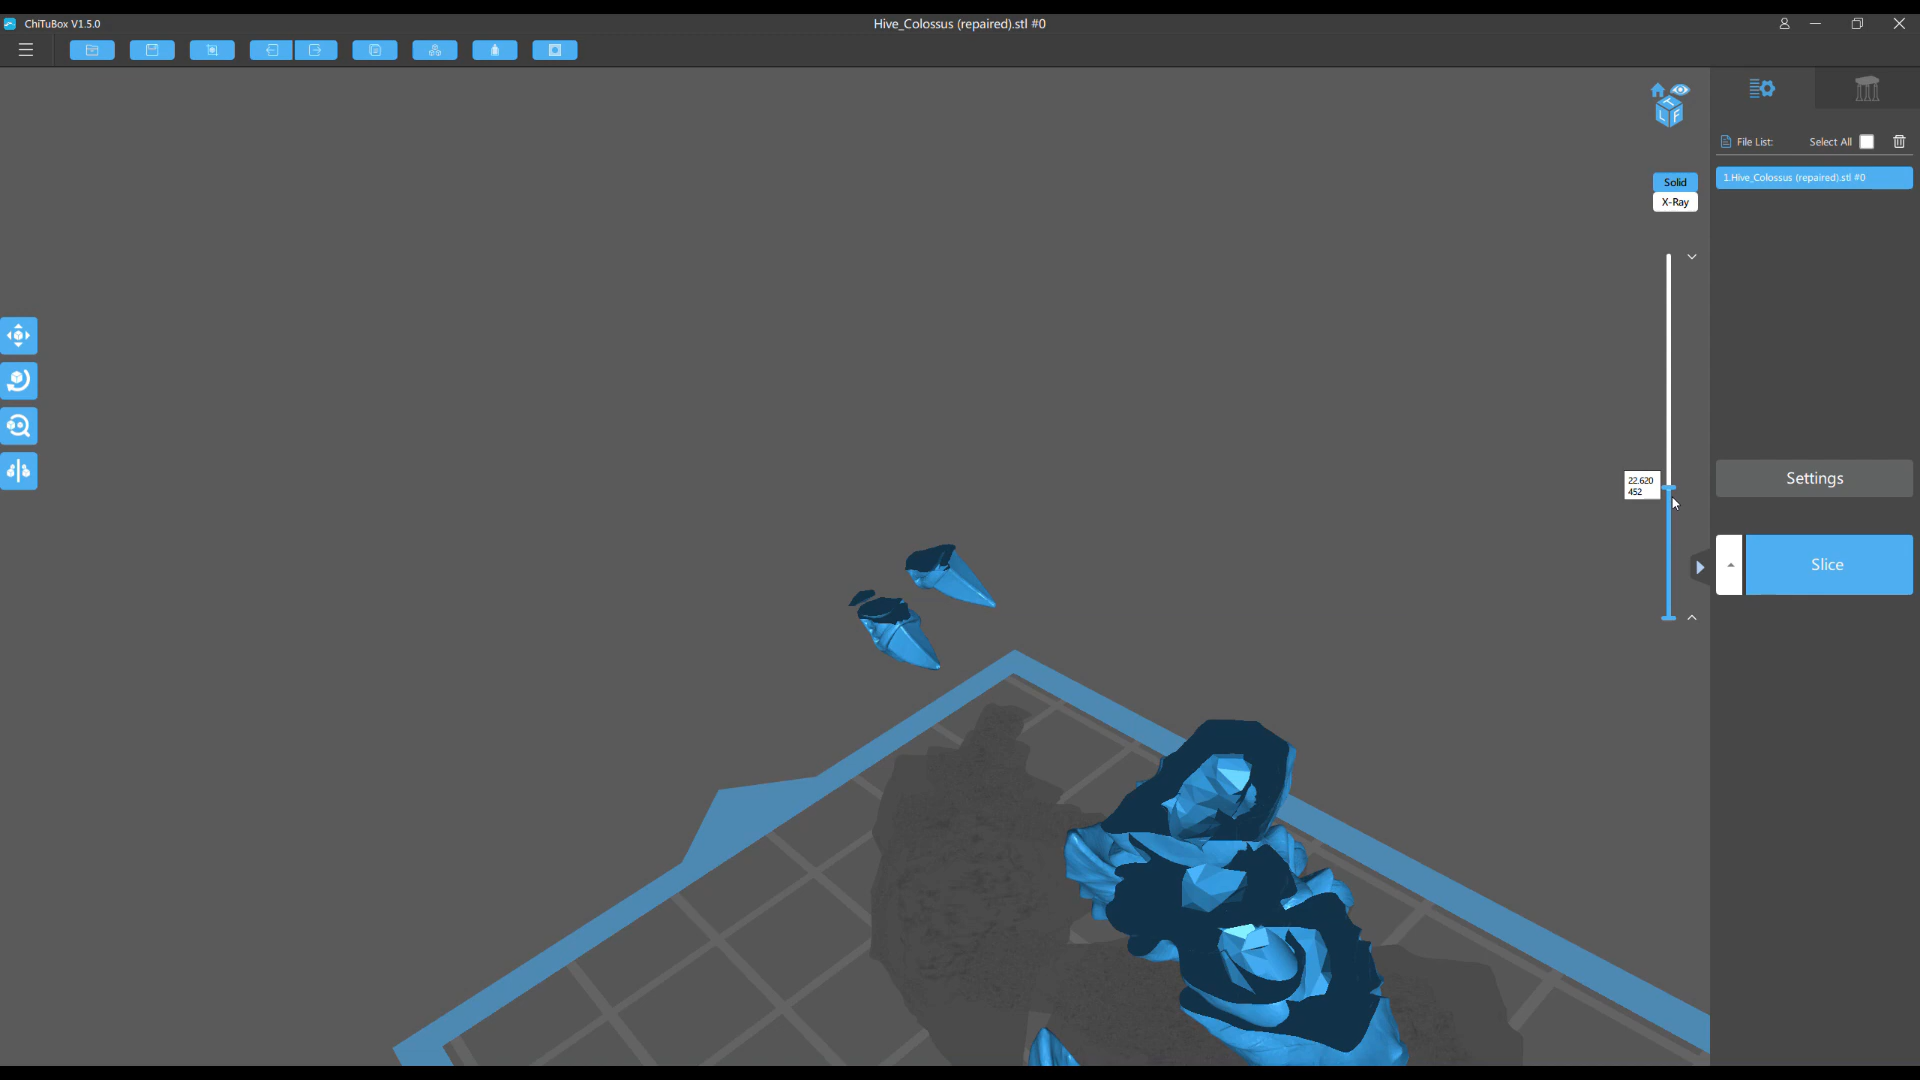 ChiTuBox V1.5.0
Hive_Colossus (repaired).stl #0
T
L F
File List:
Select All
1.Hive_Colossus (repaired).stl #0
Solid
X-Ray
22.620
452
Settings
Slice